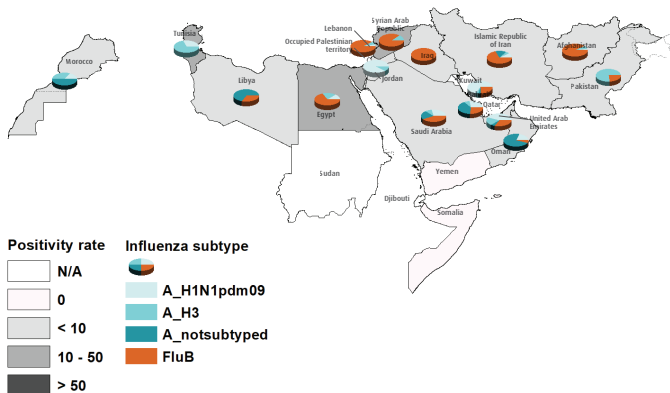 Lebanon
Syrian Arab
Republic
Tunisia
Occupied Palestinian
Territory
Islamic Republic
of Iran
Afghanistan
Iraq
Morocco
Jordan
Kuwait
Libya
Pakistan
Qatar
Egypt
United Arab
Emirates
Saudi Arabia
Oman
Sudan
Yemen
Djibouti
Somalia
Positivity rate
N/A
0
< 10
10 - 50
> 50
Influenza subtype
A_H1N1pdm09
A_H3
A_notsubtyped
FluB